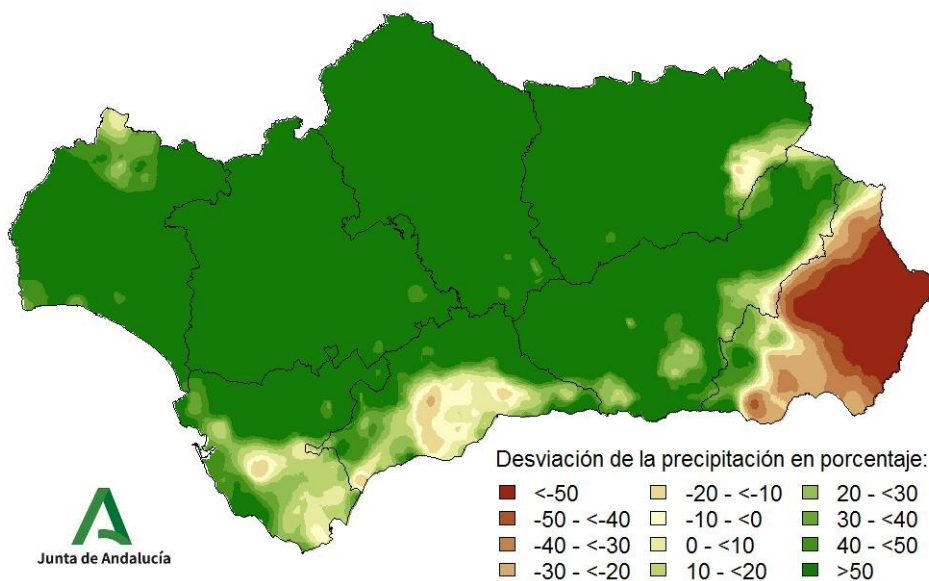 Desviación de la precipitación en porcentaje:
<-50
-50 - <-40
-40 - <-30
-30 - <-20
-20 - <-10
-10 - <0
0 - <10
10 - <20
20 - <30
30 - <40
40 - <50
>50
Junta de Andalucía